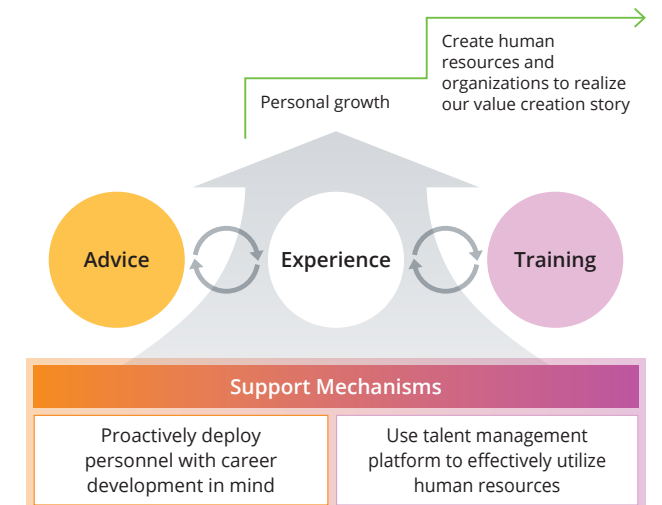 Create human
resources and
organizations to realize
our value creation story
Personal growth
Advice
Experience
Training
Support Mechanisms
Proactively deploy
personnel with career
development in mind
Use talent management
platform to effectively utilize
human resources